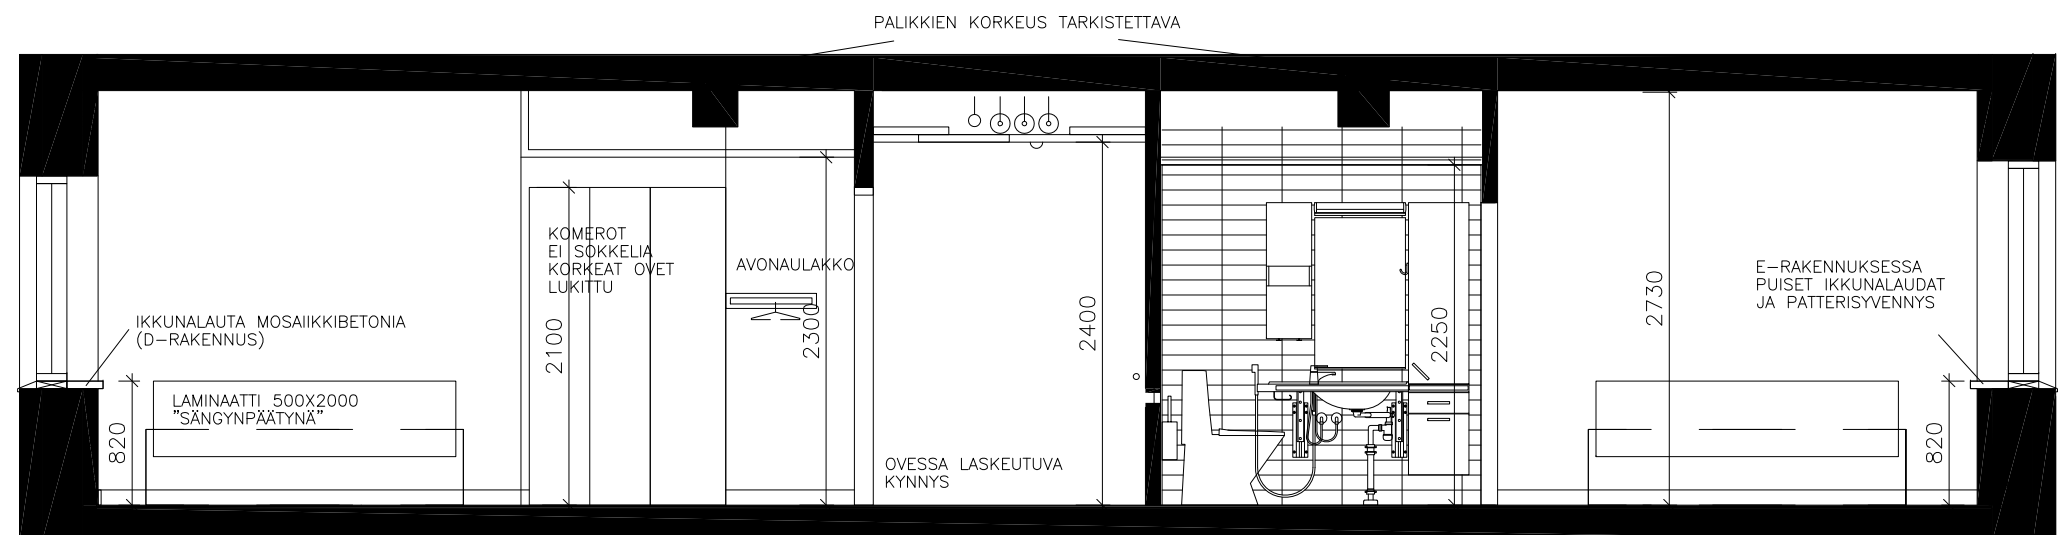 PALIKKIEN KORKEUS TARKISTETTAVA
KOMEROT
EI SOKKELIA
KORKEAT OVET
LUKITTU
AVONAULAKKO
IKKUNALAUTA MOSAIIKKIBETONIA
(D-RAKENNUS)
LAMINAATTI 500X2000
"SÄNGYNPÄÄTYNÄ"
820
2100
2300
2400
OVESSA LASKEUTUVA
KYNNYS
2250
2730
E-RAKENNUKSESSA
PUISET IKKUNALAUDAT
JA PATTERISYVENNYS
820